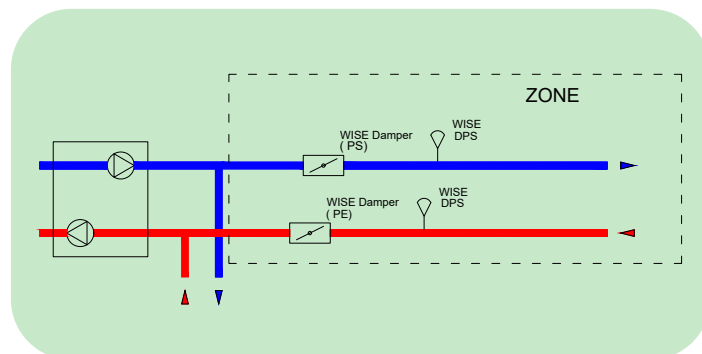 ZONE
WISE Damper
( PS)
WISE
DPS
WISE Damper
( PE)
WISE
DPS